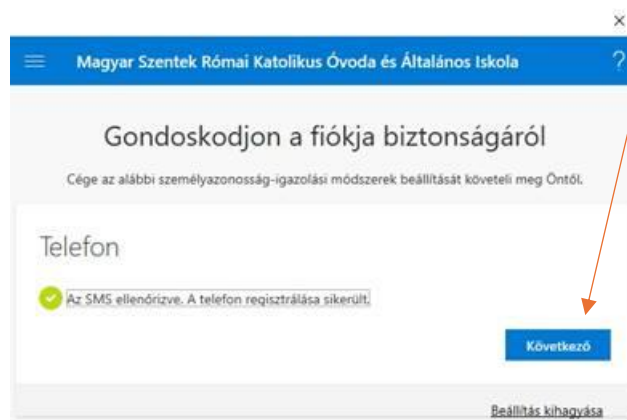 Magyar Szentek Római Katolikus Óvoda és Általános Iskola ?
Gondoskodjon a fiókja biztonságáról
Cége az alábbi személyazonosság-igazolási módszerek beállítását követeli meg Öntől.
Telefon
Az SMS ellenőrizve. A telefon regisztrálása sikerült.
Következő
Beállítás kihagyása